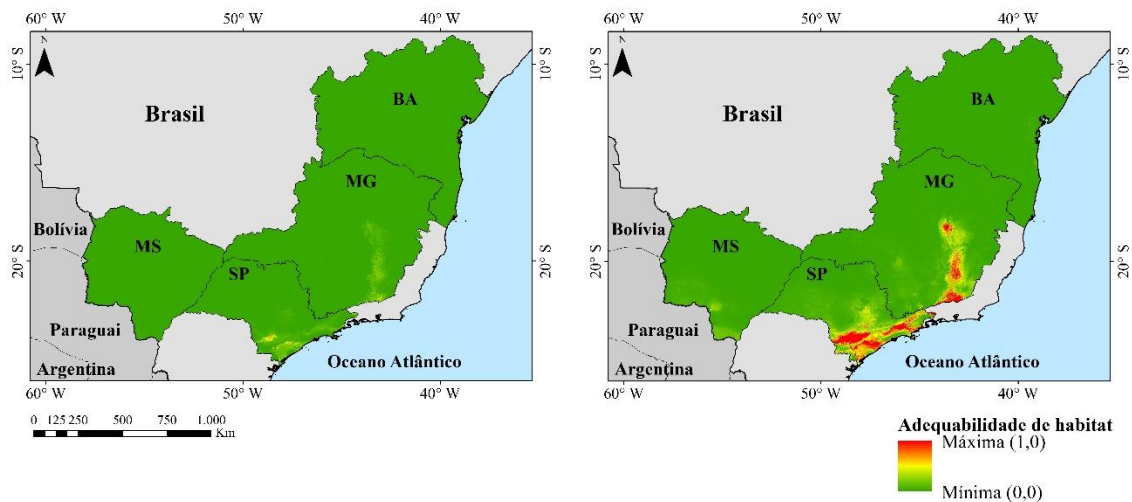 60° W 50° W 40° W
N
10° S
20° S
Brasil
BA
MG
Bolívia
MS
SP
Paraguai
Argentina
Oceano Atlântico
60° W 50° W 40° W
0 125 250 500 750 1.000
Km
60° W 50° W 40° W
N
10° S
20° S
Brasil
BA
MG
Bolívia
MS
SP
Paraguai
Argentina
Oceano Atlântico
60° W 50° W 40° W
10° S
20° S
Adequabilidade de habitat
Máxima (1,0)
Mínima (0,0)